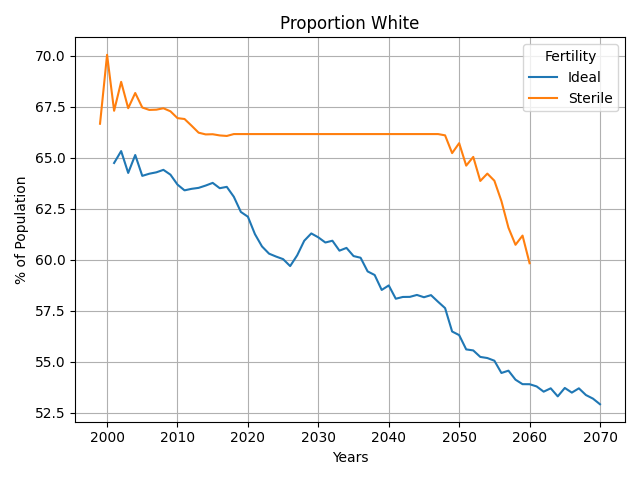 Proportion White
Fertility
Ideal
Sterile
% of Population
70.0
67.5
65.0
62.5
60.0
57.5
55.0
52.5
2000 2010 2020 2030 2040 2050 2060 2070
Years